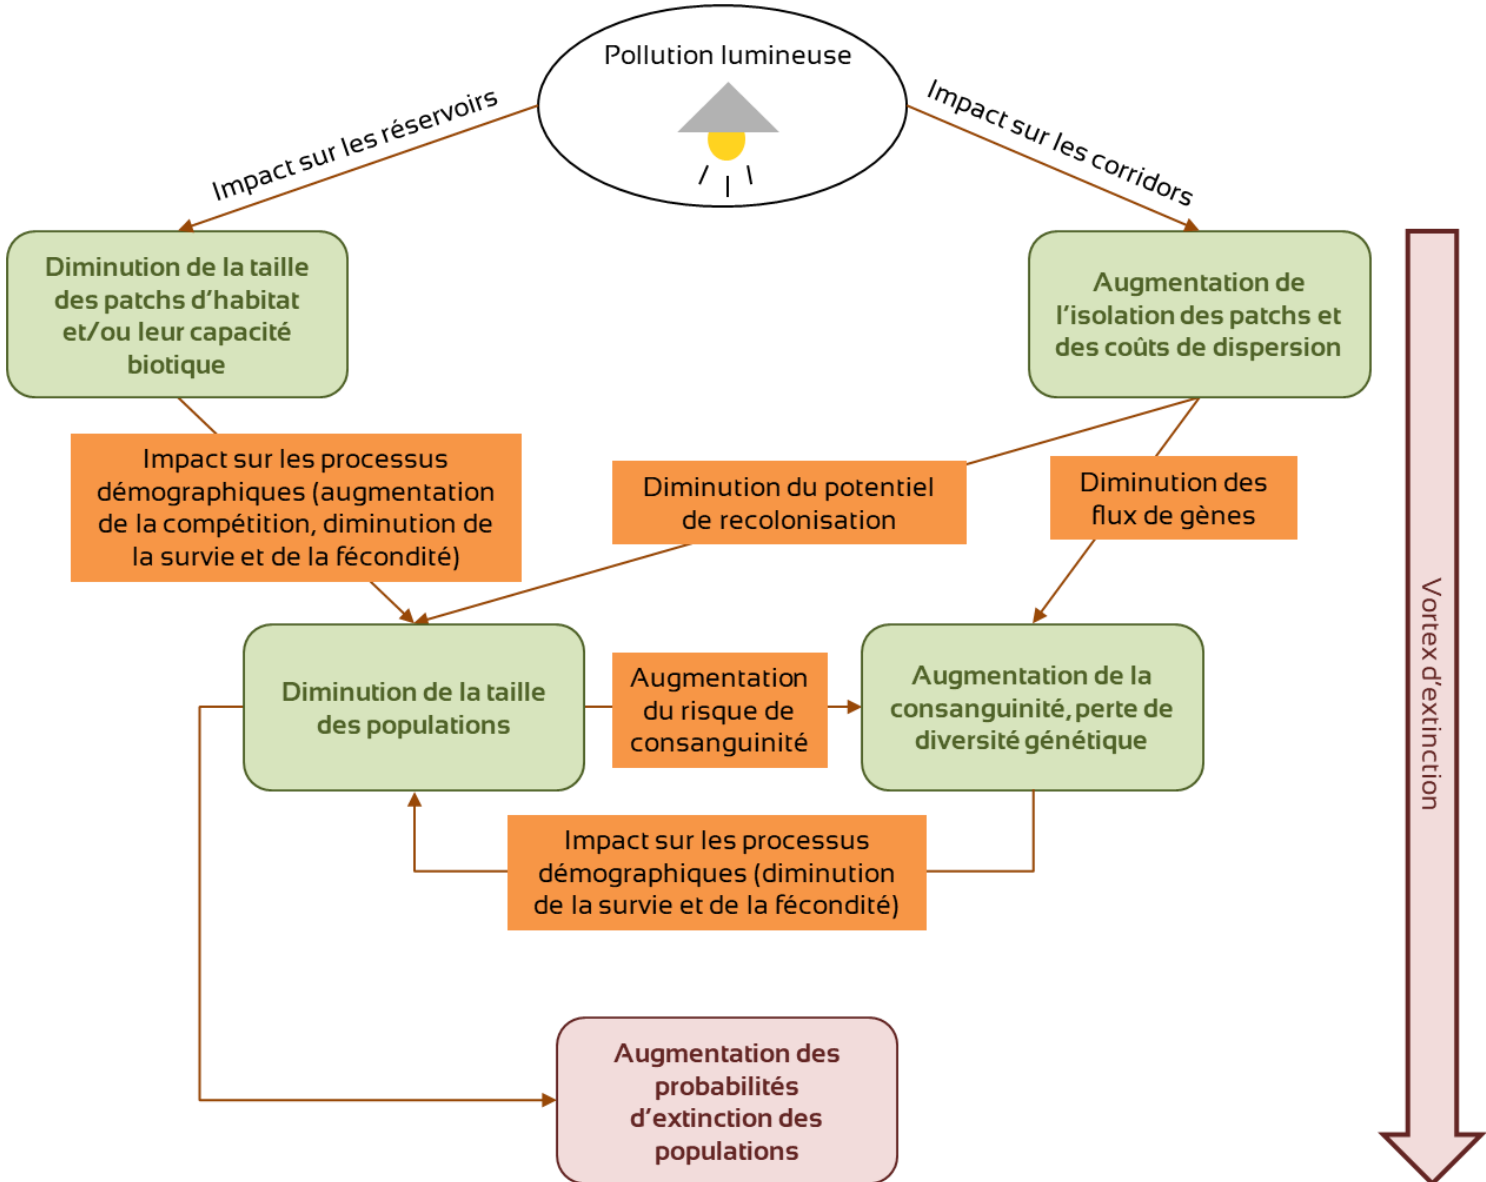 Pollution lumineuse
Impact sur les réservoirs
Impact sur les corridors
Diminution de la taille
des patchs d'habitat
et/ou leur capacité
biotique
Augmentation de
l'isolation des patchs et
des coûts de dispersion
Impact sur les processus
démographiques (augmentation
de la compétition, diminution de
la survie et de la fécondité)
Diminution du potentiel
de recolonisation
Diminution des
flux de gènes
Diminution de la taille
des populations
Augmentation
du risque de
consanguinité
Augmentation de la
consanguinité, perte de
diversité génétique
Impact sur les processus
démographiques (diminution
de la survie et de la fécondité)
Augmentation des
probabilités
d'extinction des
populations
Vortex d'extinction